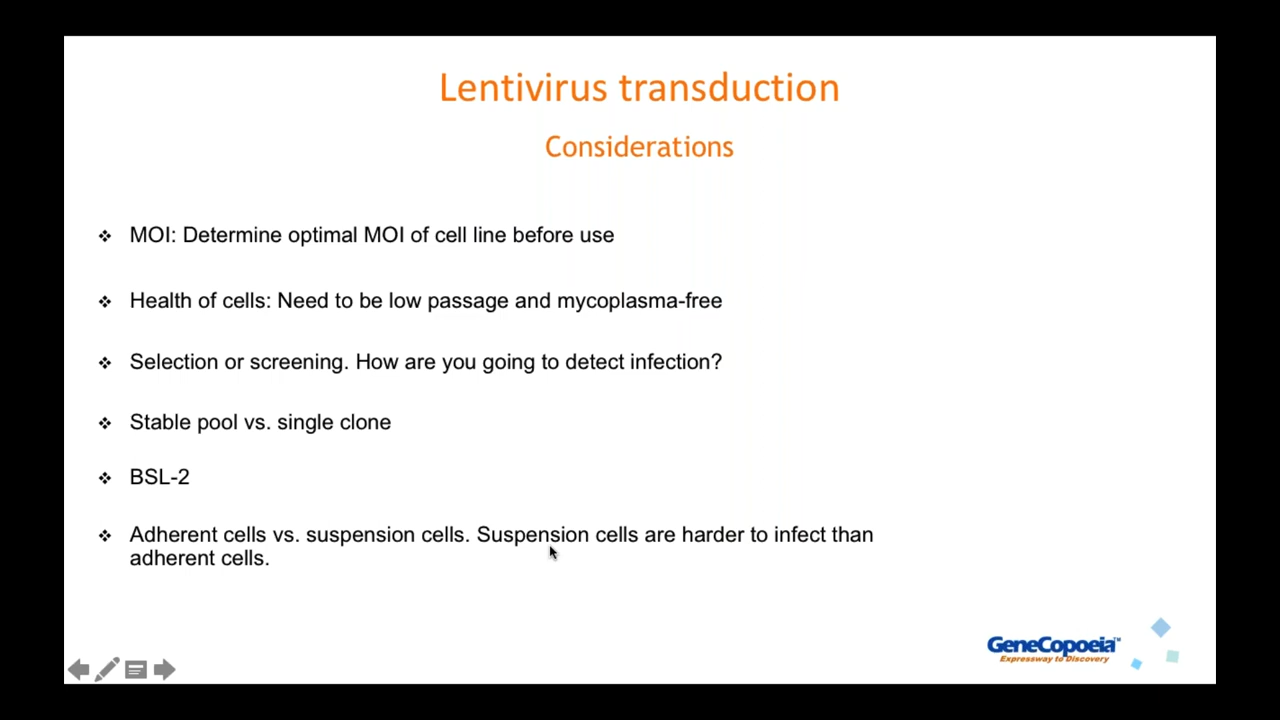 Lentivirus transduction
Considerations
❖ MOI: Determine optimal MOI of cell line before use
❖ Health of cells: Need to be low passage and mycoplasma-free
❖ Selection or screening. How are you going to detect infection?
❖ Stable pool vs. single clone
❖ BSL-2
❖ Adherent cells vs. suspension cells. Suspension cells are harder to infect than
adherent cells.
GeneCopoeia™
Expressway to Discovery